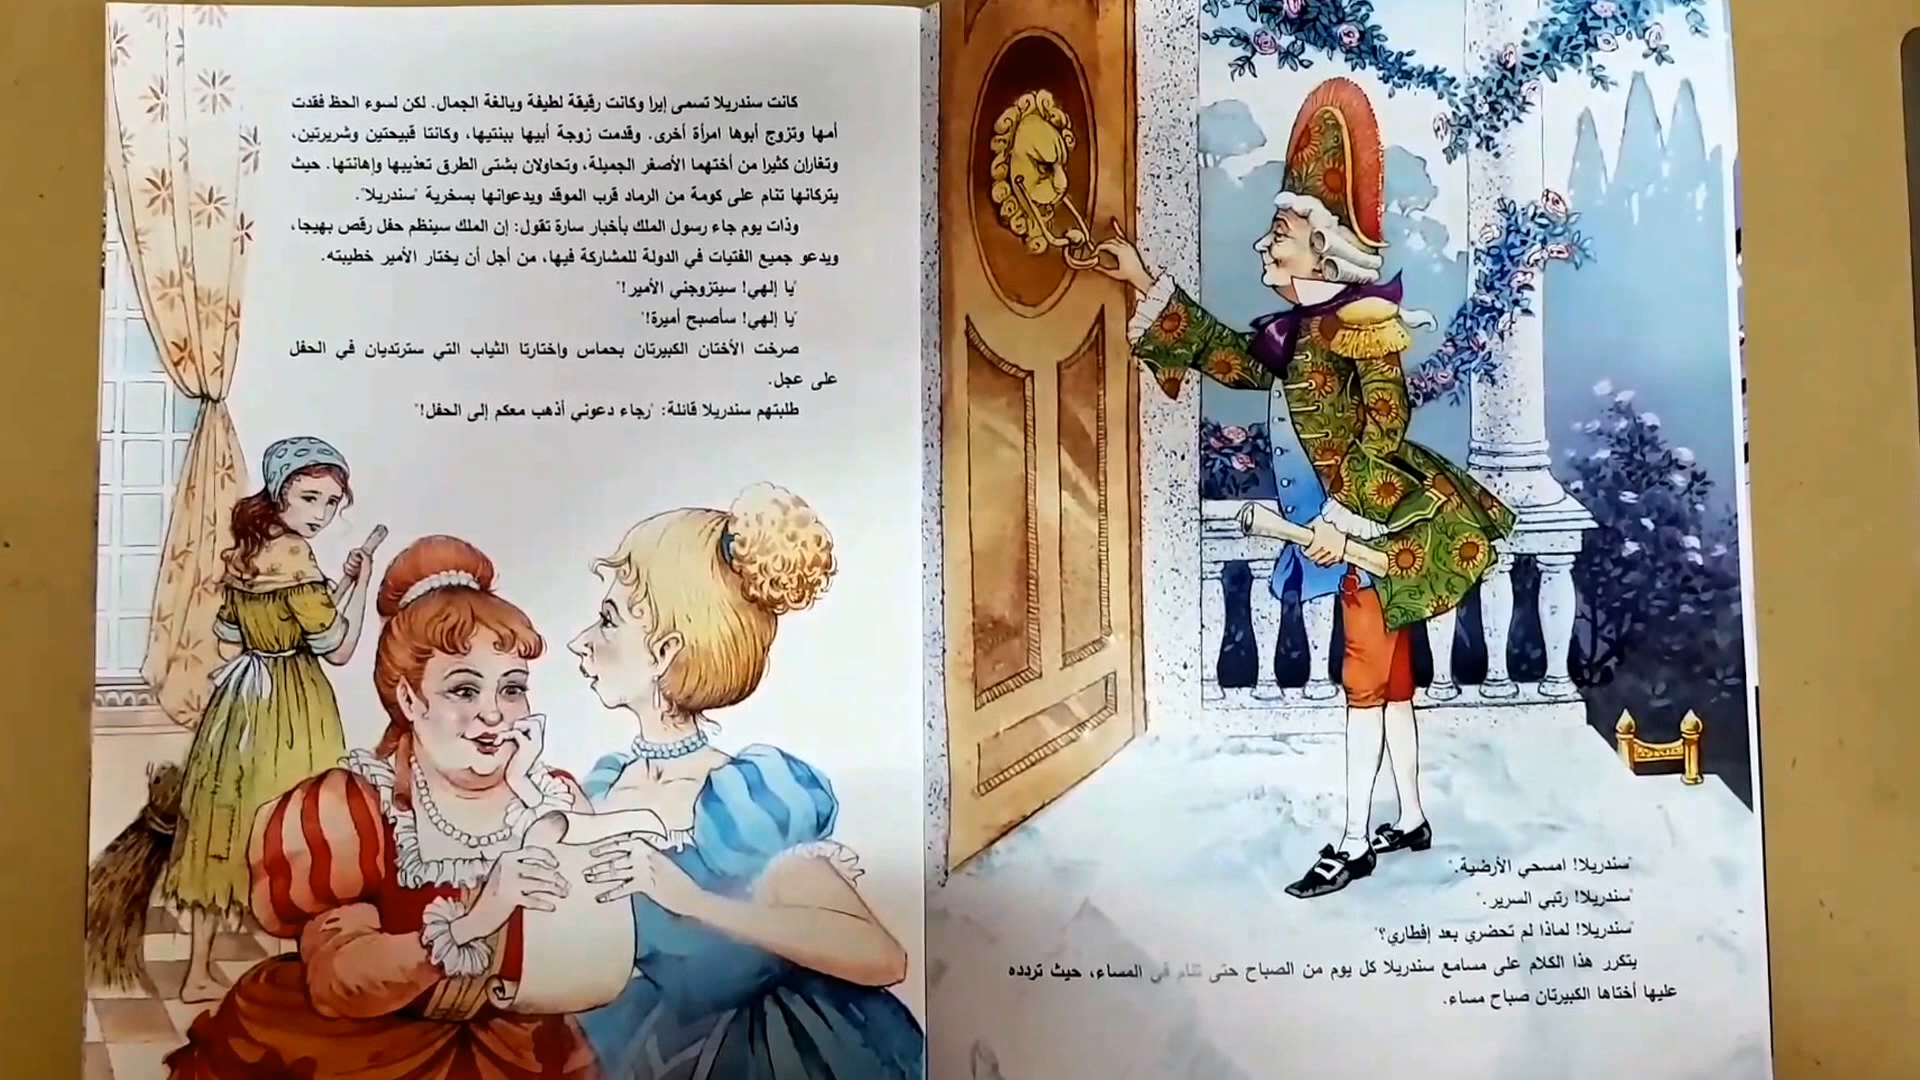 "سندريلا! امسحي الأرضية."
"سندريلا! رتبي السرير."
"سندريلا! لماذا لم تحضري بعد إفطاري؟"
يتكرر هذا الكلام على مسامع سندريلا كل يوم من الصباح حتى تنام في المساء، حيث تردده
عليها أختاها الكبيرتان صباح مساء.
كانت سندريلا تسمى إيرا وكانت رقيقة لطيفة وبالغة الجمال. لكن لسوء الحظ فقدت
أمها وتزوج أبوها امرأة أخرى. وقدمت زوجة أبيها ببنتيها، وكانتا قبيحتين وشريرتين،
وتغاران كثيرا من أختهما الأصغر الجميلة، وتحاولان بشتى الطرق تعذيبها وإهانتها. حيث
يتركانها تنام على كومة من الرماد قرب الموقد ويدعوانها بسخرية "سندريلا".
وذات يوم جاء رسول الملك بأخبار سارة تقول: إن الملك سينظم حفل رقص بهيجا،
ويدعو جميع الفتيات في الدولة للمشاركة فيها، من أجل أن يختار الأمير خطيبته.
"يا إلهي! سيتزوجني الأمير!"
"يا إلهي! سأصبح أميرة!"
صرخت الأختان الكبيرتان بحماس واختارتا الثياب التي سترتديان في الحفل
على عجل.
طلبتهم سندريلا قائلة: "رجاء دعوني أذهب معكم إلى الحفل!"